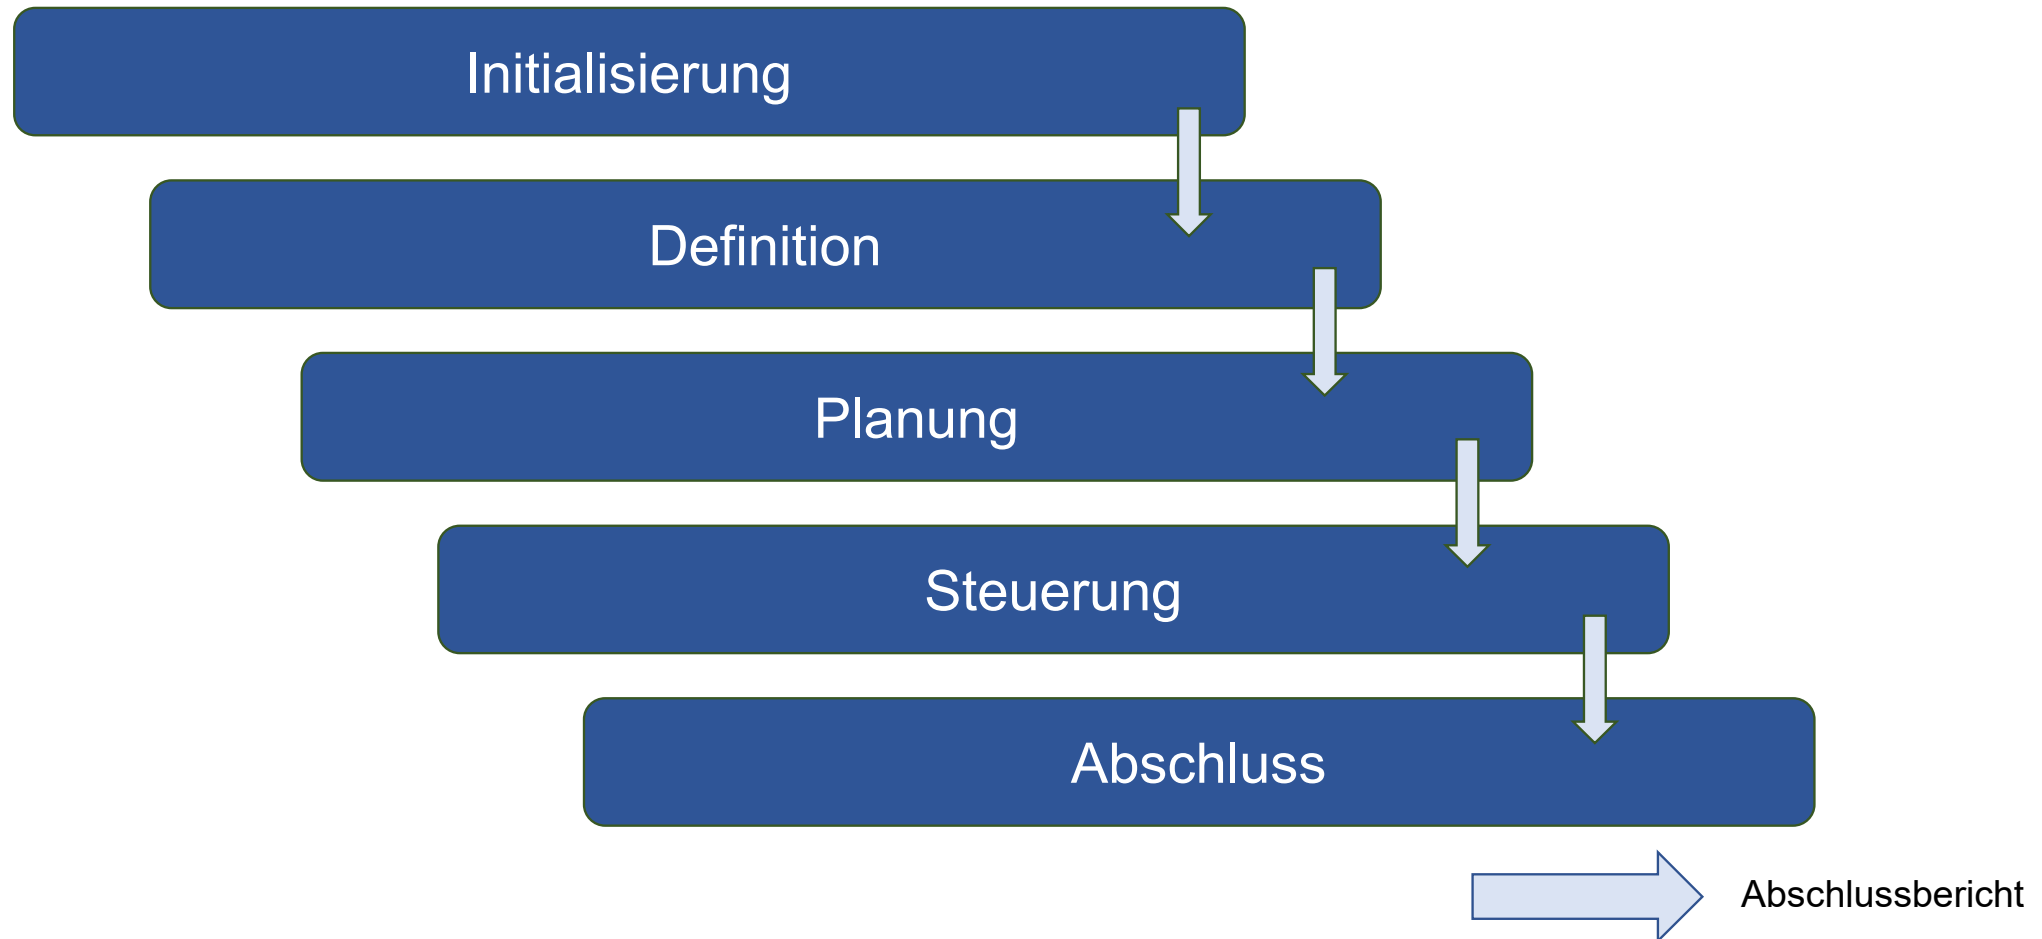 Initialisierung
Definition
Planung
Steuerung
Abschluss
Abschlussbericht